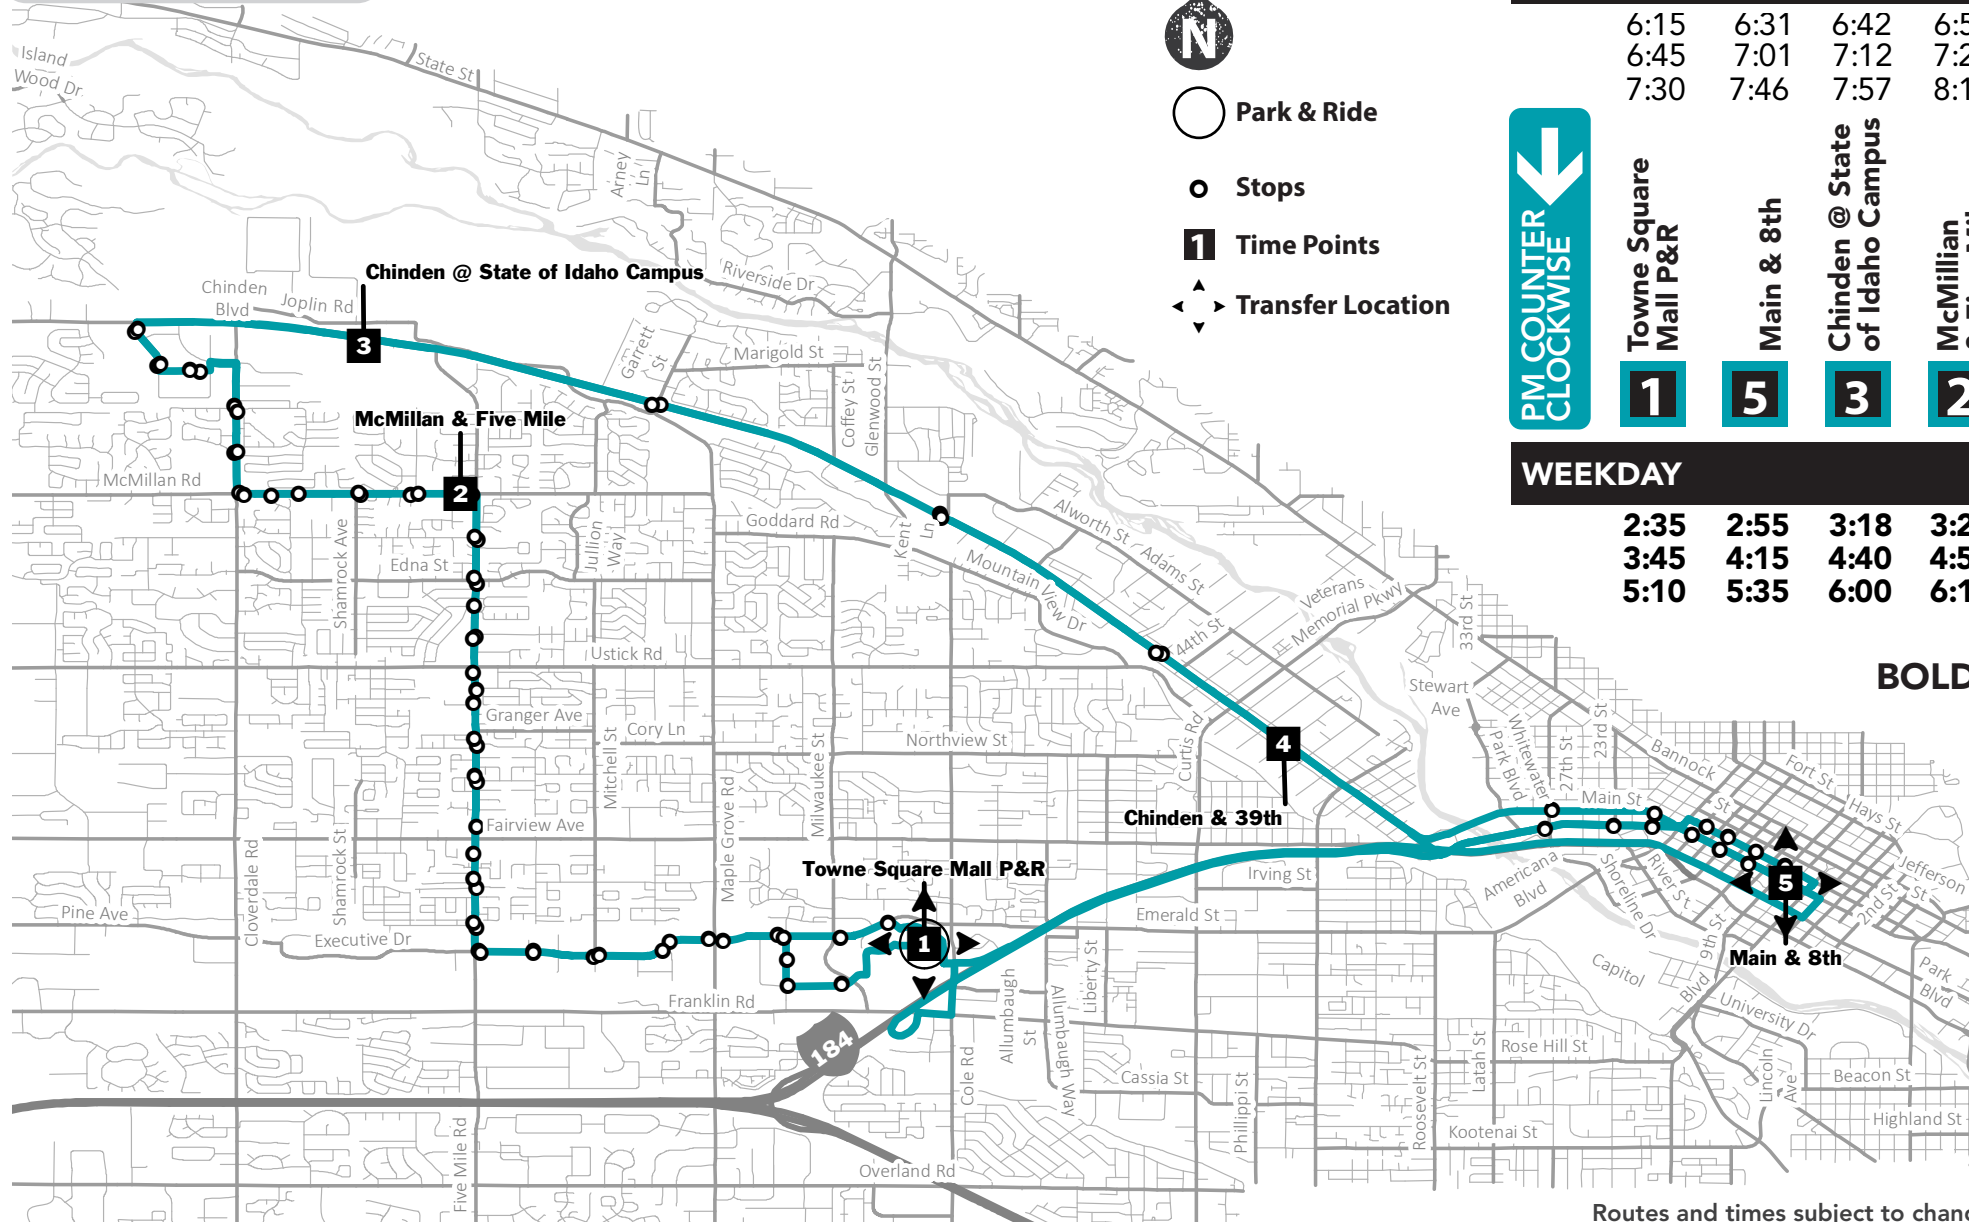 6:15 6:31 6:42
6:45 7:01 7:12
7:30 7:46 7:57
N
Park & Ride
Stops
1 Time Points
Transfer Location
PM COUNTER
CLOCKWISE
Towne Square
Mall P&R
Main & 8th
Chinden @ State
of Idaho Campus
McMillian
1 5 3 2
WEEKDAY
2:35 2:55 3:18
3:45 4:15 4:40
5:10 5:35 6:00
BOLD
Island
Wood Dr
State St
Arney
Ln
Riverside Dr
Chinden @ State of Idaho Campus
Chinden
Blvd
Joplin Rd
3
Garrett
St
Marigold St
Coffey St
Glenwood St
McMillan & Five Mile
McMillan Rd
2
Goddard Rd
Kent
Ln
Alworth St
Adams St
Mountain View Dr
Veterans
Memorial Pkwy
Shamrock Ave
Edna St
Jullion
Way
44th St
33rd St
Ustick Rd
Stewart
Ave
Granger Ave
Cory Ln
Mitchell St
Northview St
Curtis Rd
4
Chinden & 39th
Whitewater
Park Blvd
27th St
23rd St
Bannock
St
Fort St
Hays St
Main St
Fairview Ave
Milwaukee St
Maple Grove Rd
Cloverdale Rd
Shamrock St
Towne Square Mall P&R
1
Irving St
Emerald St
Americana
Blvd
Shoreline Dr
River St
5
Jefferson
St
2nd St
9th St
Main & 8th
Pine Ave
Executive Dr
Franklin Rd
184
Allumbaugh
St
Liberty St
Allumbaugh Way
Capitol
Blvd
University Dr
Park
Blvd
Cole Rd
Cassia St
Phillippi St
Roosevelt St
Latah St
Rose Hill St
Lincoln
Ave
Beacon St
Highland St
Kootenai St
Five Mile Rd
Overland Rd
Routes and times subject to